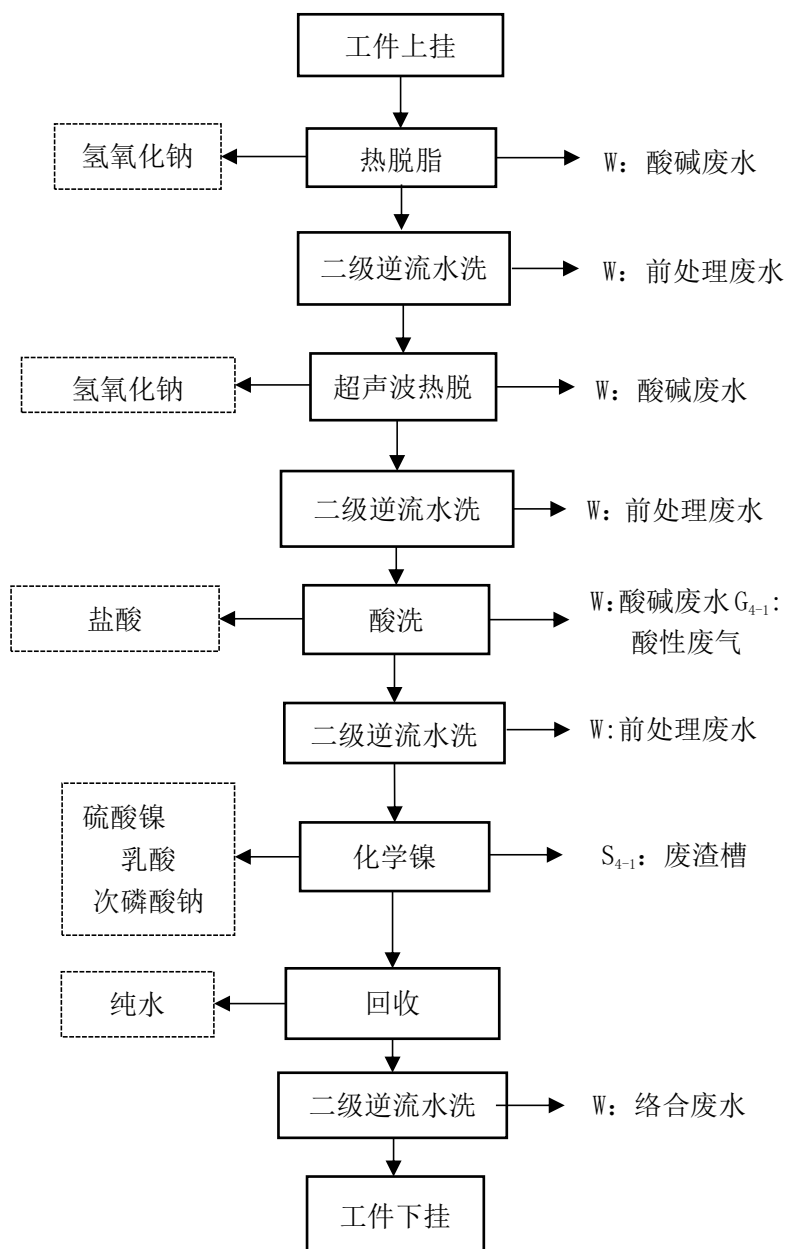 工件上挂
氢氧化钠
热脱脂
W：酸碱废水
二级逆流水洗
W：前处理废水
氢氧化钠
超声波热脱
W：酸碱废水
二级逆流水洗
W：前处理废水
盐酸
酸洗
W:酸碱废水G4-1:
酸性废气
二级逆流水洗
W:前处理废水
硫酸镍
乳酸
次磷酸钠
化学镍
S4-1：废渣槽
纯水
回收
二级逆流水洗
W：络合废水
工件下挂